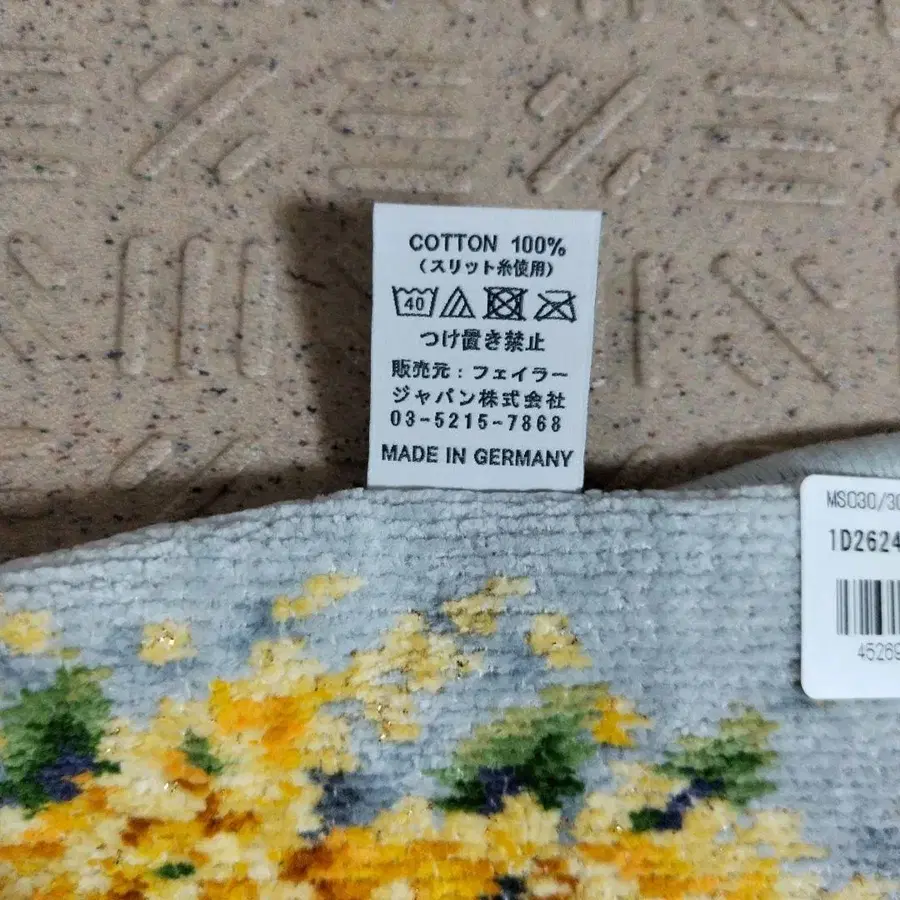 COTTON 100%
(スリット糸使用)
40
つけ置き禁止
販売元:フェイラー
ジャパン株式会社
03-5215-7868
MADE IN GERMANY
MS030/30
1D2624
45269